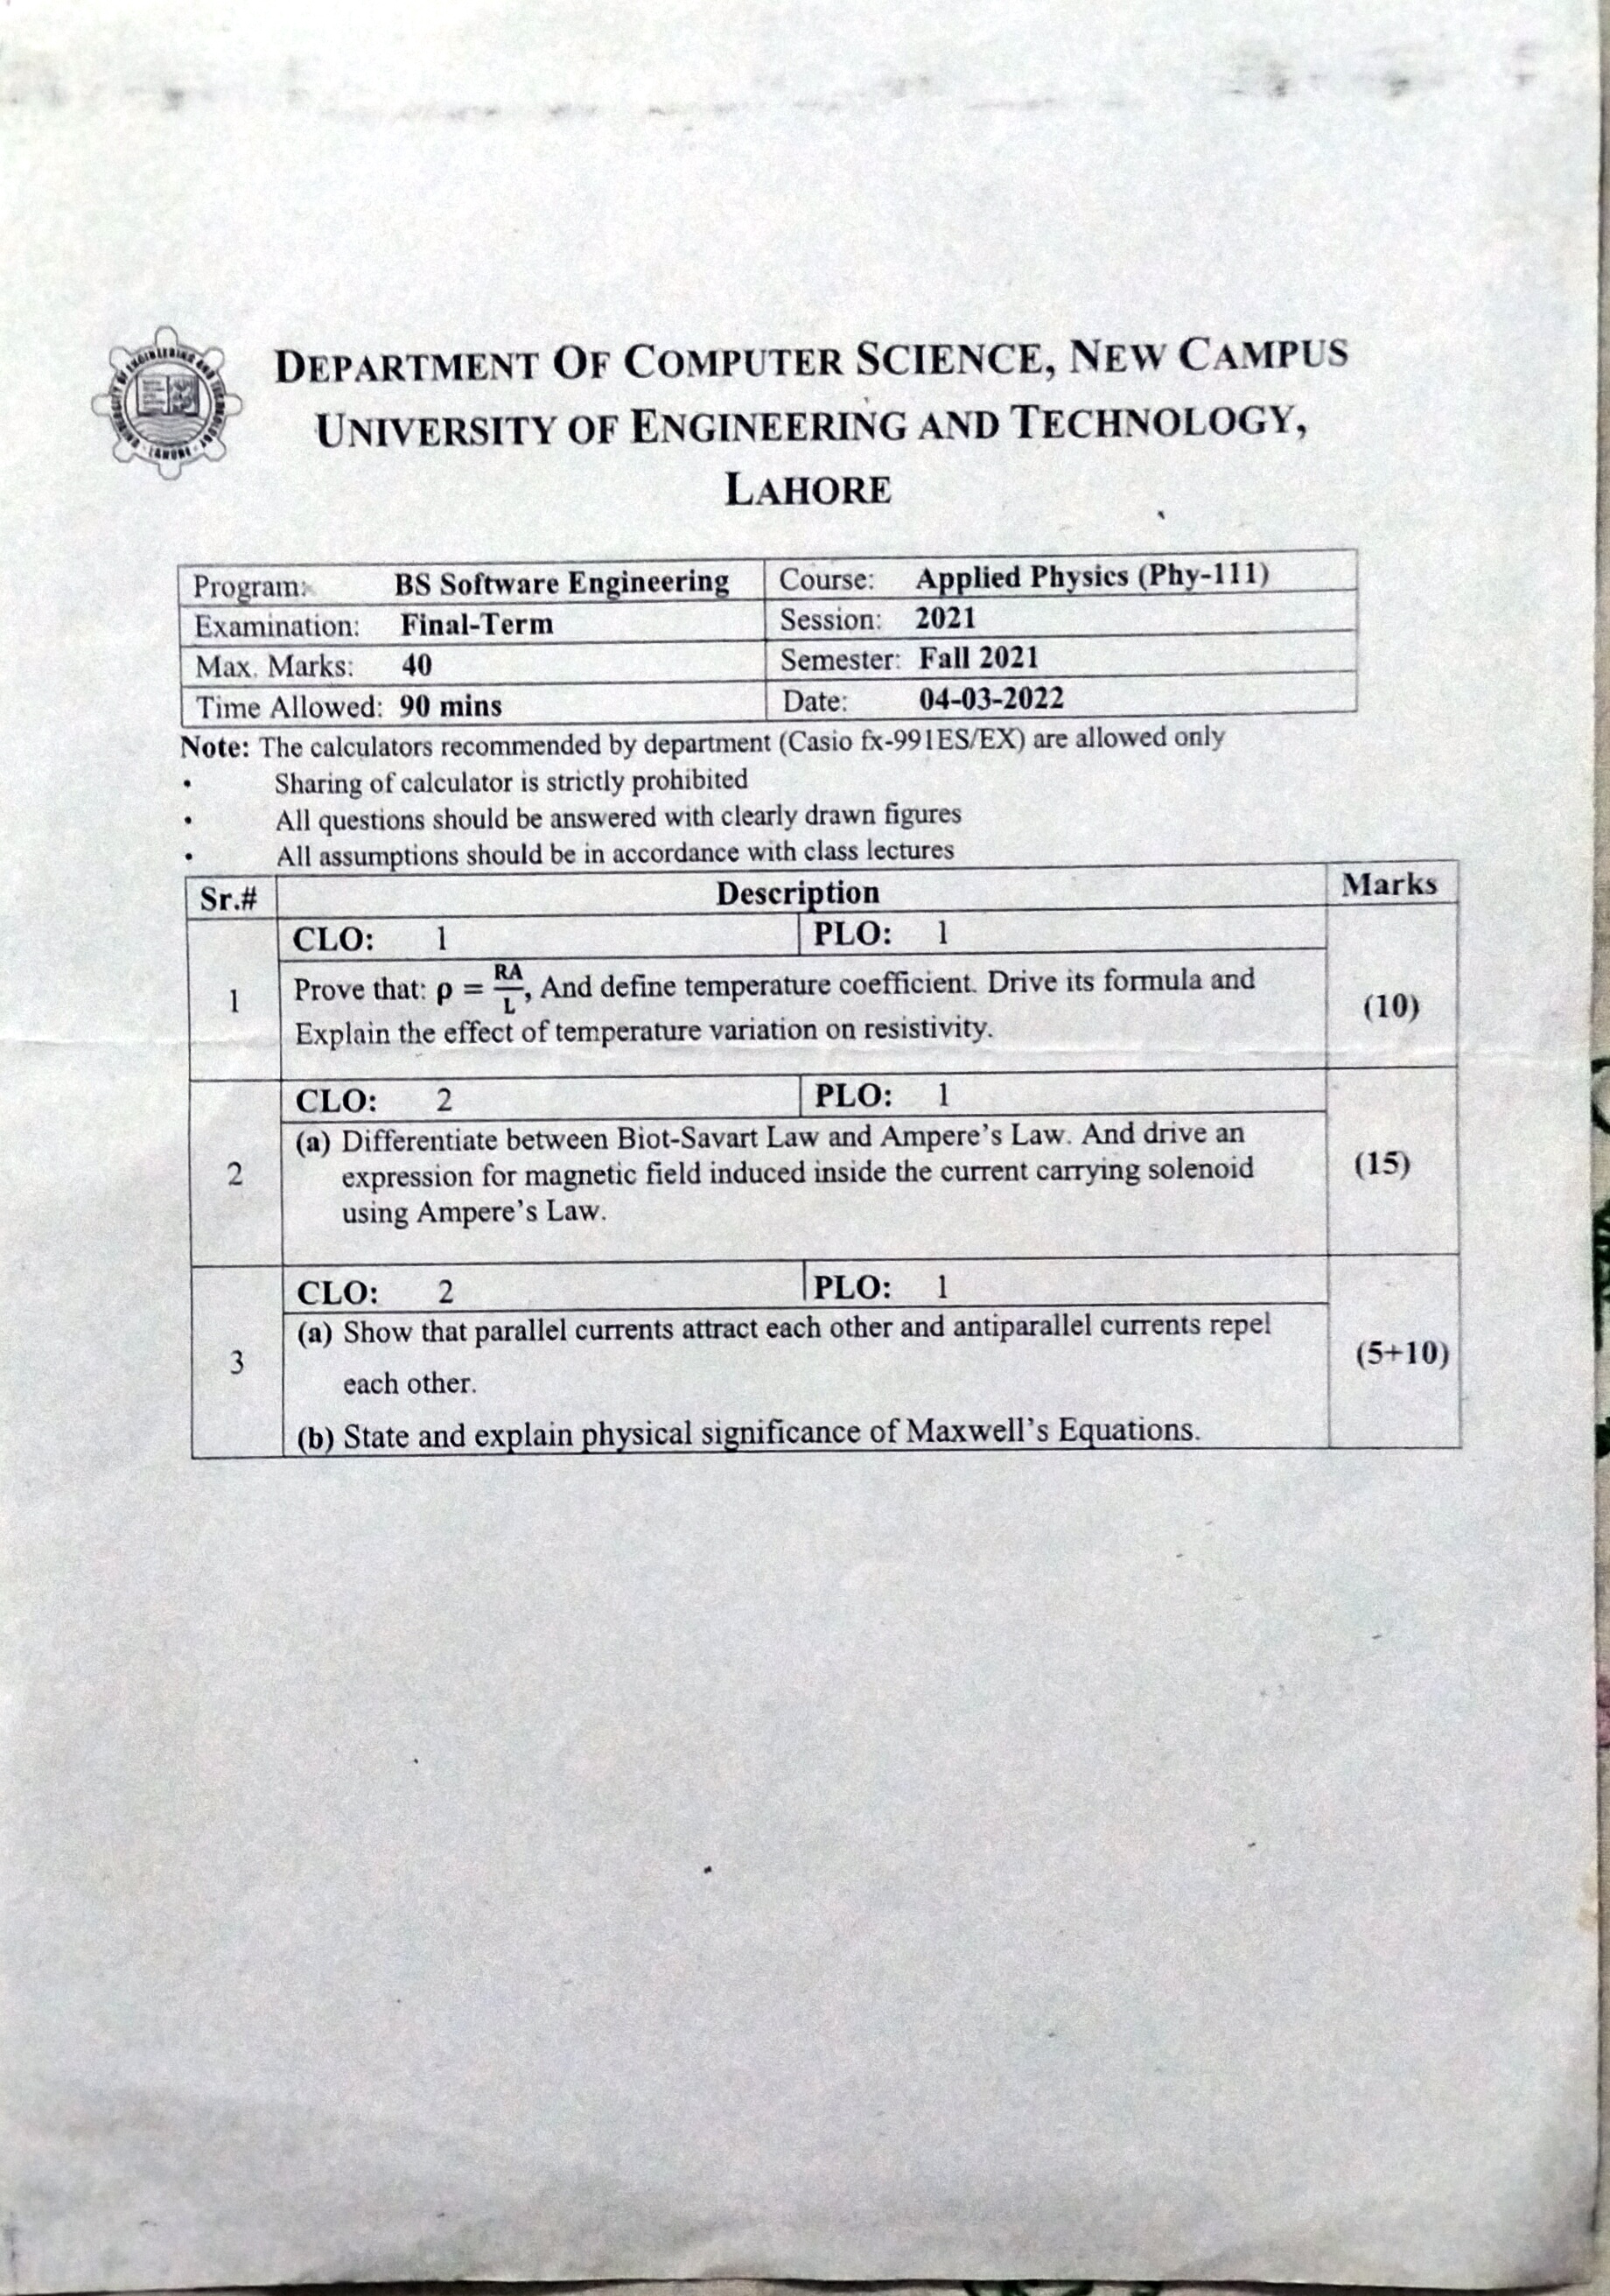 UNIVERSITY OF ENGINEERING AND TECHNOLOGY LAHORE
DEPARTMENT OF COMPUTER SCIENCE, NEW CAMPUS
UNIVERSITY OF ENGINEERING AND TECHNOLOGY,
LAHORE
Program: BS Software Engineering Course: Applied Physics (Phy-111)
Examination: Final-Term Session: 2021
Max. Marks: 40 Semester: Fall 2021
Time Allowed: 90 mins Date: 04-03-2022
Note: The calculators recommended by department (Casio fx-991ES/EX) are allowed only
• Sharing of calculator is strictly prohibited
• All questions should be answered with clearly drawn figures
• All assumptions should be in accordance with class lectures
Sr.# Description Marks
CLO: 1 PLO: 1
1 Prove that: ρ = RA/L, And define temperature coefficient. Drive its formula and (10)
Explain the effect of temperature variation on resistivity.
CLO: 2 PLO: 1
2 (a) Differentiate between Biot-Savart Law and Ampere's Law. And drive an (15)
expression for magnetic field induced inside the current carrying solenoid
using Ampere's Law.
CLO: 2 PLO: 1
3 (a) Show that parallel currents attract each other and antiparallel currents repel (5+10)
each other.
(b) State and explain physical significance of Maxwell's Equations.